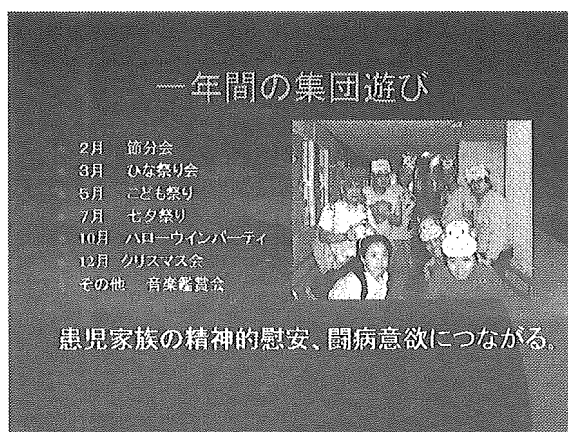 一年間の集団遊び
2月 節分会
3月 ひな祭り会
5月 こども祭り
7月 七夕祭り
10月 ハローウインパーティ
12月 クリスマス会
その他 音楽鑑賞会
患児家族の精神的慰安、闘病意欲につながる。